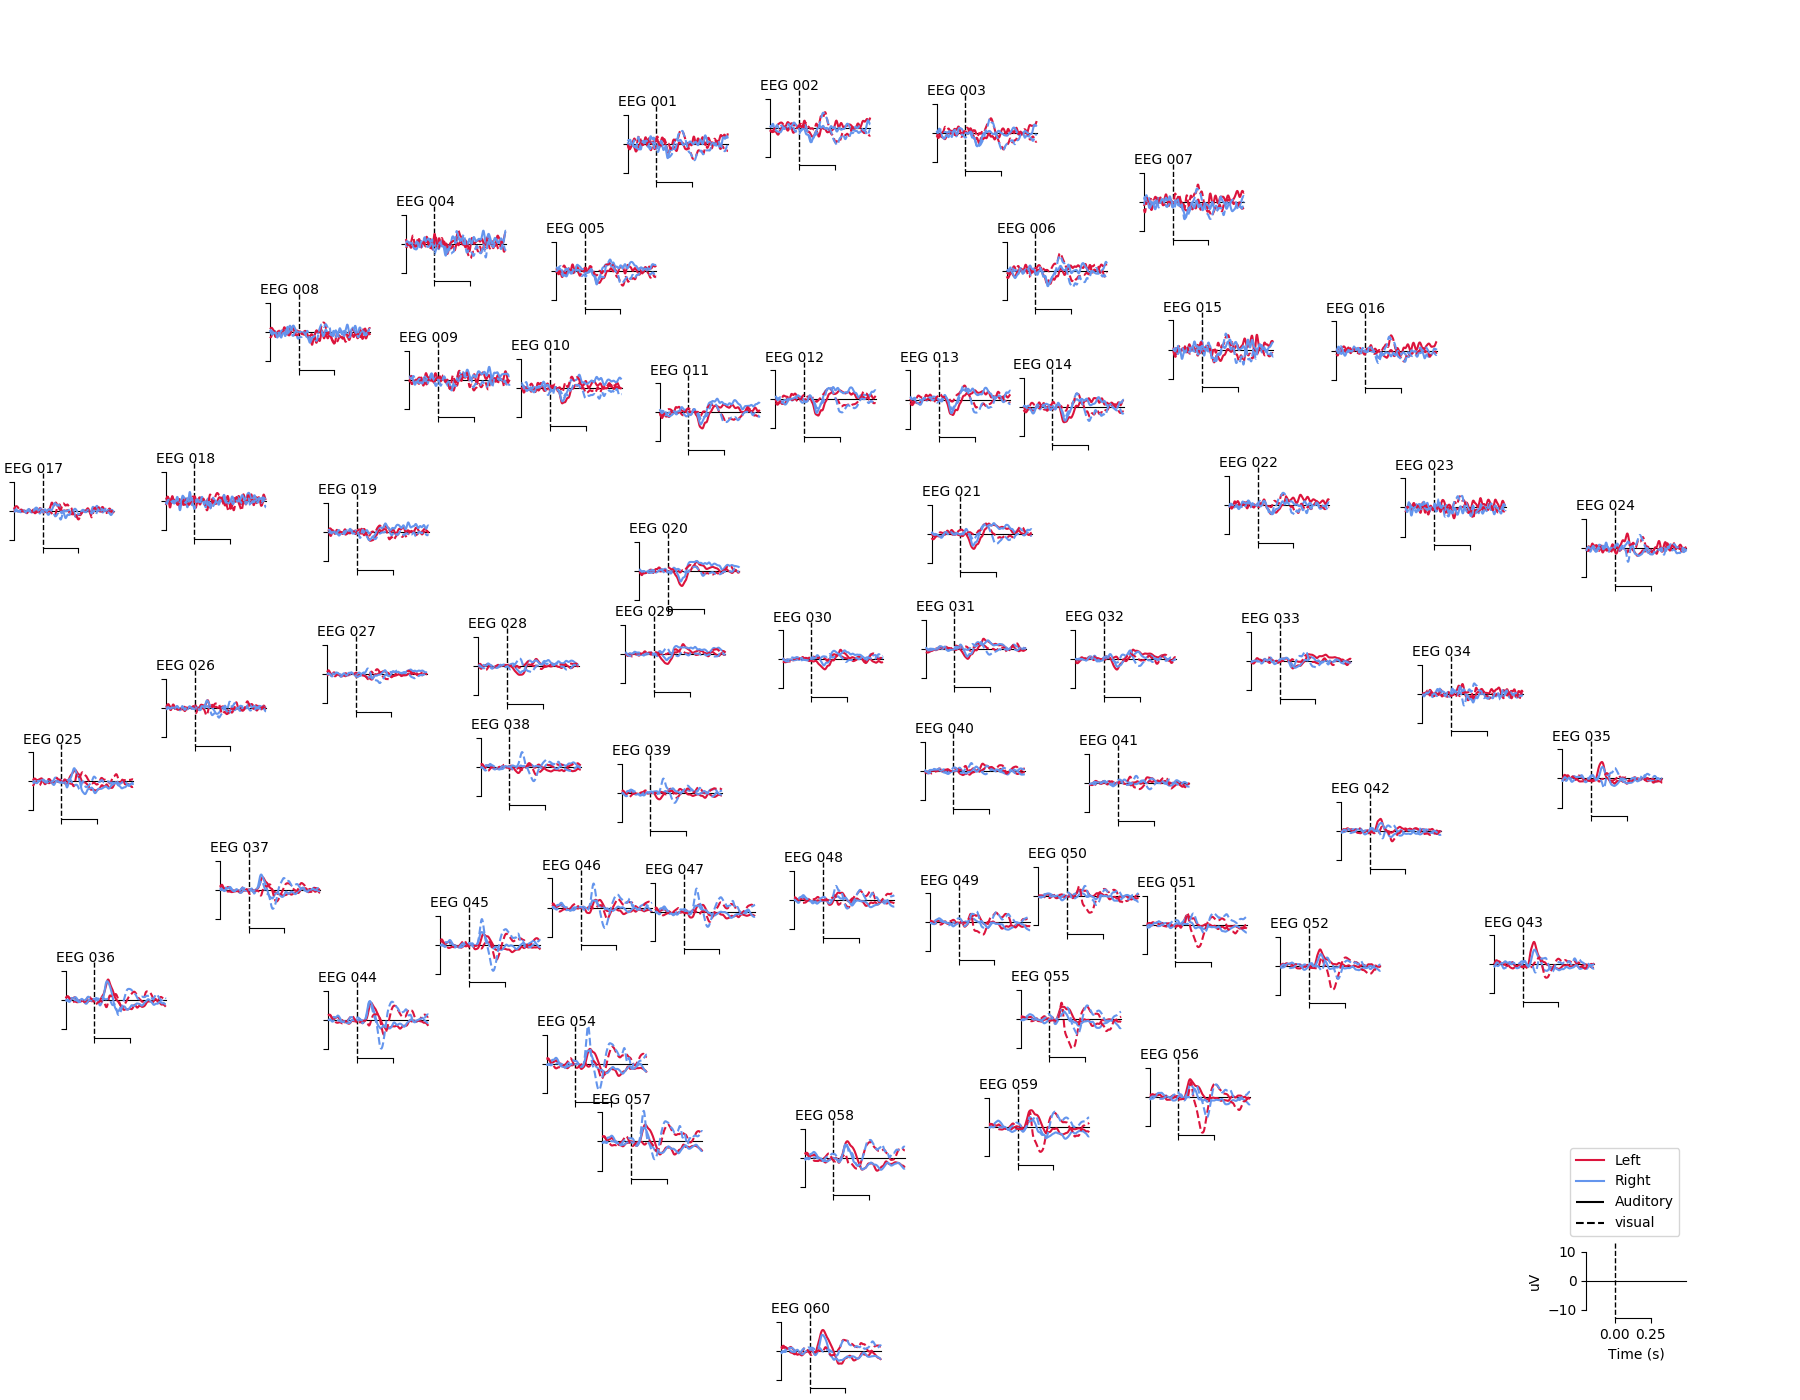 EEG 001
EEG 002
EEG 003
EEG 004
EEG 005
EEG 006
EEG 007
EEG 008
EEG 009
EEG 010
EEG 011
EEG 012
EEG 013
EEG 014
EEG 015
EEG 016
EEG 017
EEG 018
EEG 019
EEG 020
EEG 021
EEG 022
EEG 023
EEG 024
EEG 025
EEG 026
EEG 027
EEG 028
EEG 029
EEG 030
EEG 031
EEG 032
EEG 033
EEG 034
EEG 035
EEG 036
EEG 037
EEG 038
EEG 039
EEG 040
EEG 041
EEG 042
EEG 043
EEG 044
EEG 045
EEG 046
EEG 047
EEG 048
EEG 049
EEG 050
EEG 051
EEG 052
EEG 054
EEG 055
EEG 056
EEG 057
EEG 058
EEG 059
EEG 060
Left
Right
Auditory
visual
10
0
−10
uV
0.00 0.25
Time (s)